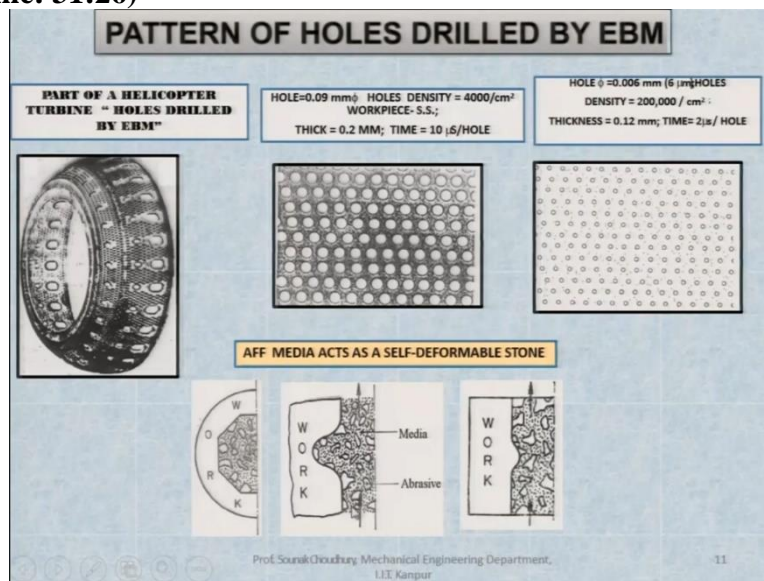 PATTERN OF HOLES DRILLED BY EBM
PART OF A HELICOPTER
TURBINE “ HOLES DRILLED
BY EBM”
HOLE=0.09 mmϕ HOLES DENSITY = 4000/cm²
WORKPIECE- S.S.;
THICK = 0.2 MM; TIME = 10 µS/HOLE
HOLE ϕ =0.006 mm (6 µm)HOLES
DENSITY = 200,000 / cm² ;
THICKNESS = 0.12 mm; TIME= 2µs/ HOLE
AFF MEDIA ACTS AS A SELF-DEFORMABLE STONE
W
O
R
K
W
O
R
K
Media
Abrasive
W
O
R
K
Prof. Sounak Choudhury, Mechanical Engineering Department,
I.I.T. Kanpur
11